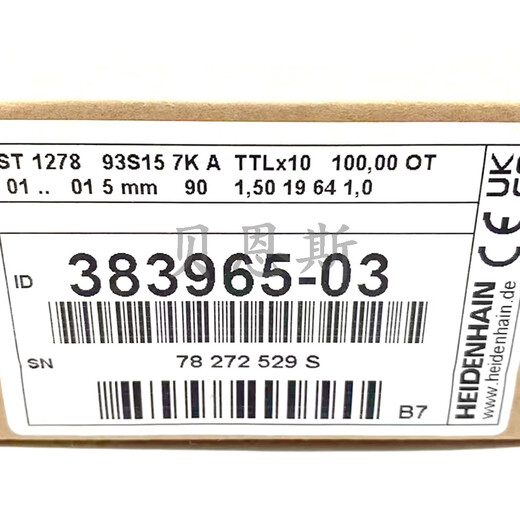 ST 1278 93S15 7K A TTLx10 100,00 OT
01 .. 01 5 mm 90 1,50 19 64 1,0
ID 383965-03
贝恩斯
SN 78 272 529 S
B7
HEIDENHAIN
www.heidenhain.de
CE UK